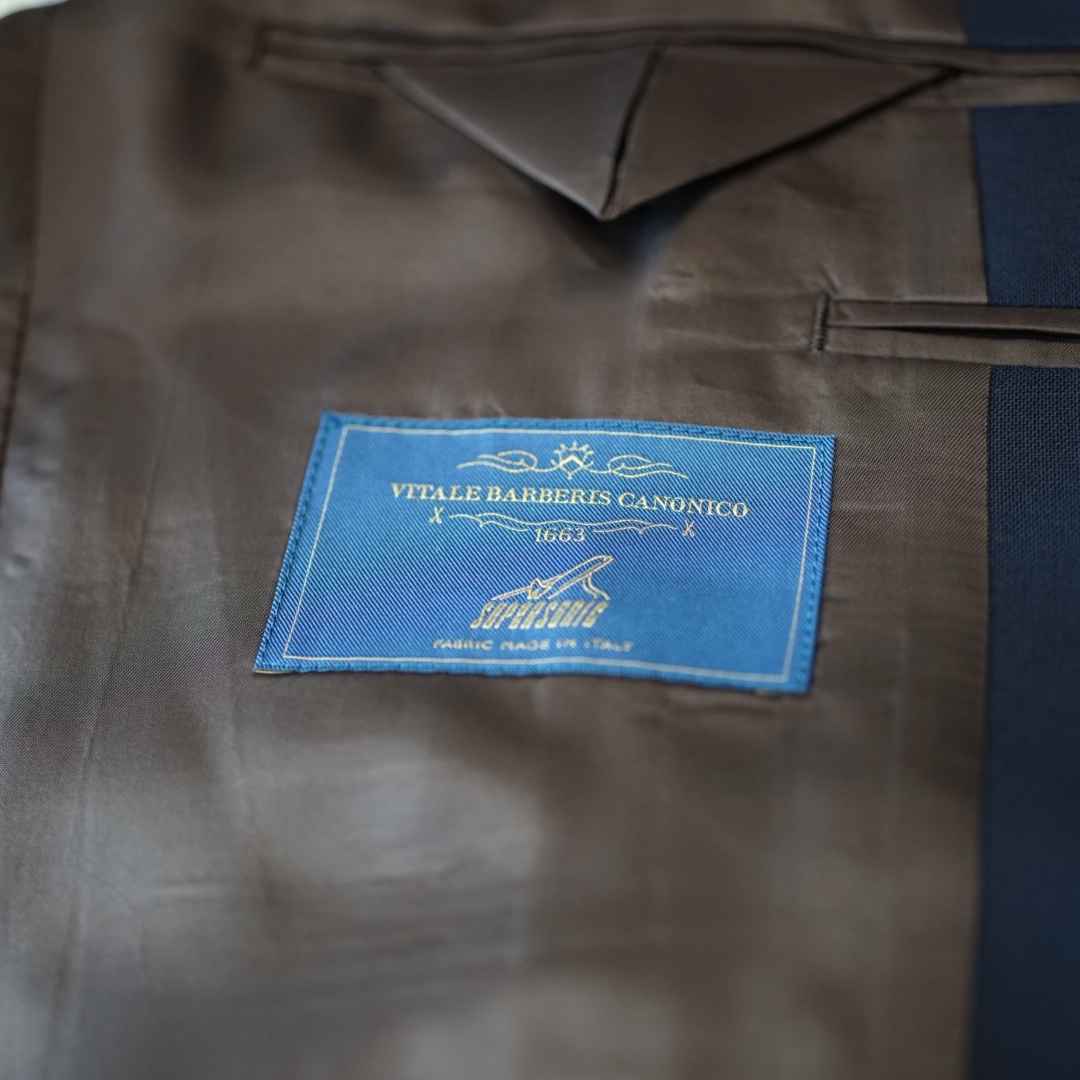 VITALE BARBERIS CANONICO
1663
SUPERSONIC
FABRIC MADE IN ITALY